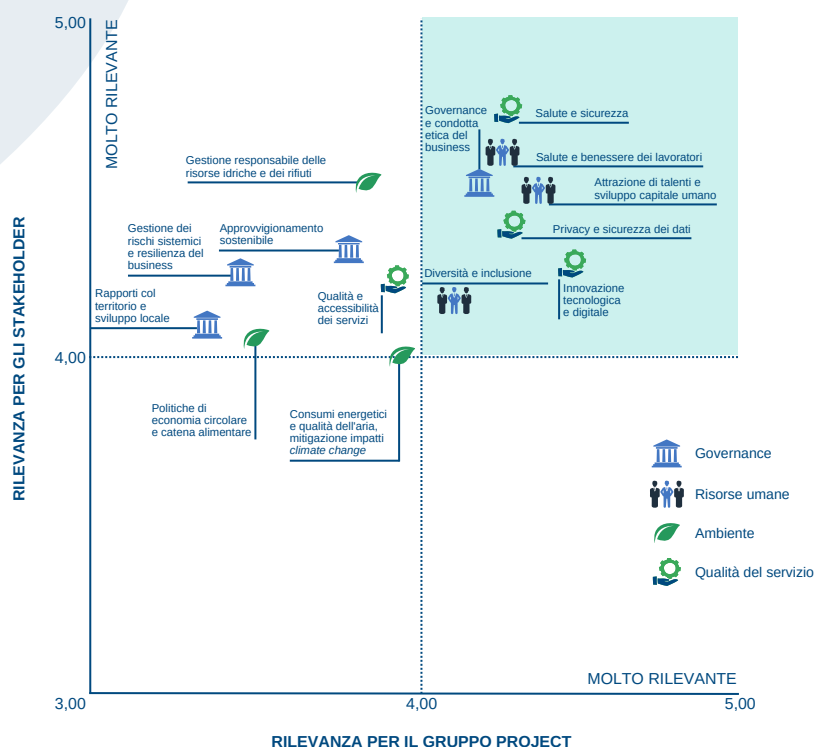 5,00
MOLTO RILEVANTE
Governance
e condotta
etica del
business
Salute e sicurezza
Salute e benessere dei lavoratori
Gestione responsabile delle
risorse idriche e dei rifiuti
Attrazione di talenti e
sviluppo capitale umano
Gestione dei
rischi sistemici
e resilienza del
business
Approvvigionamento
sostenibile
Privacy e sicurezza dei dati
Rapporti col
territorio e
sviluppo locale
Qualità e
accessibilità
dei servizi
Diversità e inclusione
Innovazione
tecnologica
e digitale
RILEVANZA PER GLI STAKEHOLDER
4,00
Politiche di
economia circolare
e catena alimentare
Consumi energetici
e qualità dell'aria,
mitigazione impatti
climate change
Governance
Risorse umane
Ambiente
Qualità del servizio
MOLTO RILEVANTE
3,00
4,00
5,00
RILEVANZA PER IL GRUPPO PROJECT